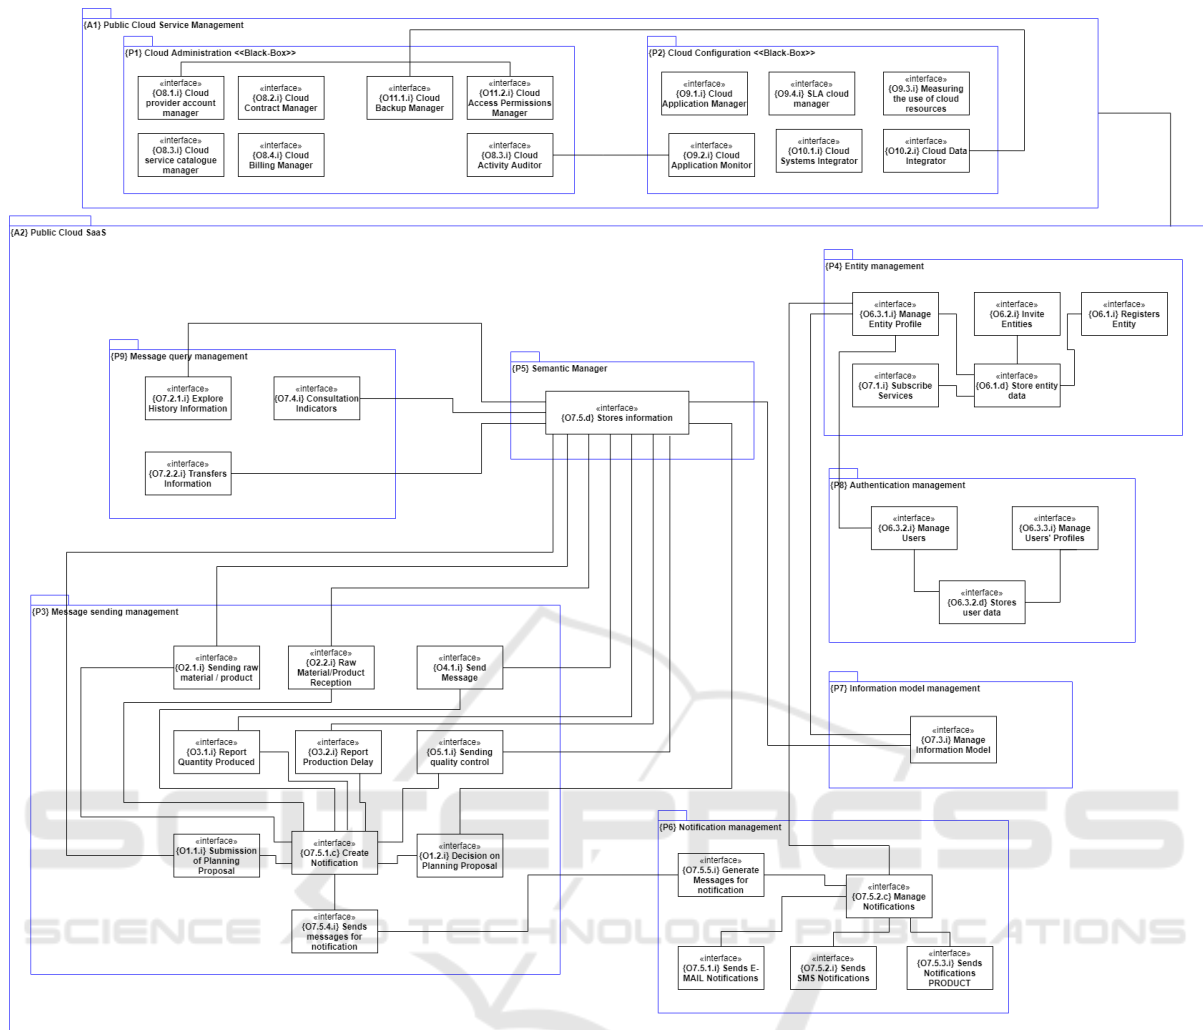 {A1} Public Cloud Service Management
{P1} Cloud Administration <<Black-Box>>
«interface»
{O8.1.i} Cloud
provider account
manager
«interface»
{O8.2.i} Cloud
Contract Manager
«interface»
{O11.1.i} Cloud
Backup Manager
«interface»
{O11.2.i} Cloud
Access Permissions
Manager
«interface»
{O8.3.i} Cloud
service catalogue
manager
«interface»
{O8.4.i} Cloud
Billing Manager
«interface»
{O8.3.i} Cloud
Activity Auditor
{P2} Cloud Configuration <<Black-Box>>
«interface»
{O9.1.i} Cloud
Application Manager
«interface»
{O9.4.i} SLA cloud
manager
«interface»
{O9.3.i} Measuring
the use of cloud
resources
«interface»
{O9.2.i} Cloud
Application Monitor
«interface»
{O10.1.i} Cloud
Systems Integrator
«interface»
{O10.2.i} Cloud Data
Integrator
{A2} Public Cloud SaaS
{P4} Entity management
«interface»
{O6.3.1.i} Manage
Entity Profile
«interface»
{O6.2.i} Invite
Entities
«interface»
{O6.1.i} Registers
Entity
«interface»
{O7.1.i} Subscribe
Services
«interface»
{O6.1.d} Store entity
data
{P9} Message query management
«interface»
{O7.2.1.i} Explore
History Information
«interface»
{O7.4.i} Consultation
Indicators
«interface»
{O7.2.2.i} Transfers
Information
{P5} Semantic Manager
«interface»
{O7.5.d} Stores information
{P8} Authentication management
«interface»
{O6.3.2.i} Manage
Users
«interface»
{O6.3.3.i} Manage
Users' Profiles
«interface»
{O6.3.2.d} Stores
user data
{P3} Message sending management
«interface»
{O2.1.i} Sending raw
material / product
«interface»
{O2.2.i} Raw
Material/Product
Reception
«interface»
{O4.1.i} Send
Message
«interface»
{O3.1.i} Report
Quantity Produced
«interface»
{O3.2.i} Report
Production Delay
«interface»
{O5.1.i} Sending
quality control
«interface»
{O1.1.i} Submission
of Planning
Proposal
«interface»
{O7.5.1.c} Create
Notification
«interface»
{O1.2.i} Decision on
Planning Proposal
«interface»
{O7.5.4.i} Sends
messages for
notification
{P7} Information model management
«interface»
{O7.3.i} Manage
Information Model
{P6} Notification management
«interface»
{O7.5.5.i} Generate
Messages for
notification
«interface»
{O7.5.2.c} Manage
Notifications
«interface»
{O7.5.1.i} Sends E-
MAIL Notifications
«interface»
{O7.5.2.i} Sends
SMS Notifications
«interface»
{O7.5.3.i} Sends
Notifications
PRODUCT
SCITEPRESS
SCIENCE AND TECHNOLOGY PUBLICATIONS